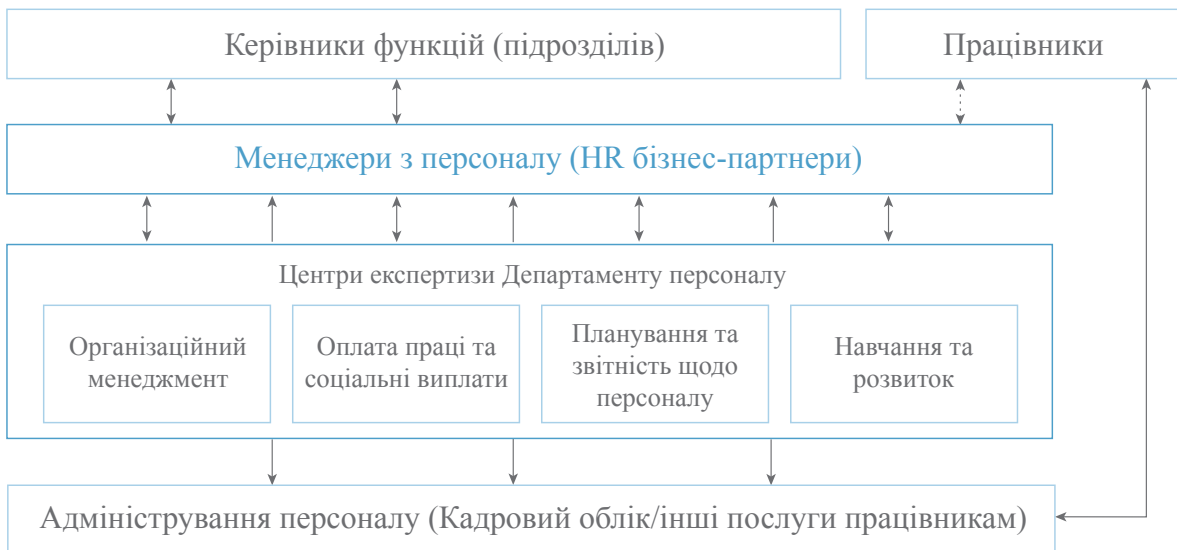 Керівники функцій (підрозділів)
Працівники
Менеджери з персоналу (HR бізнес-партнери)
Центри експертизи Департаменту персоналу
Організаційний
менеджмент
Оплата праці та
соціальні виплати
Планування та
звітність щодо
персоналу
Навчання та
розвиток
Адміністрування персоналу (Кадровий облік/інші послуги працівникам)